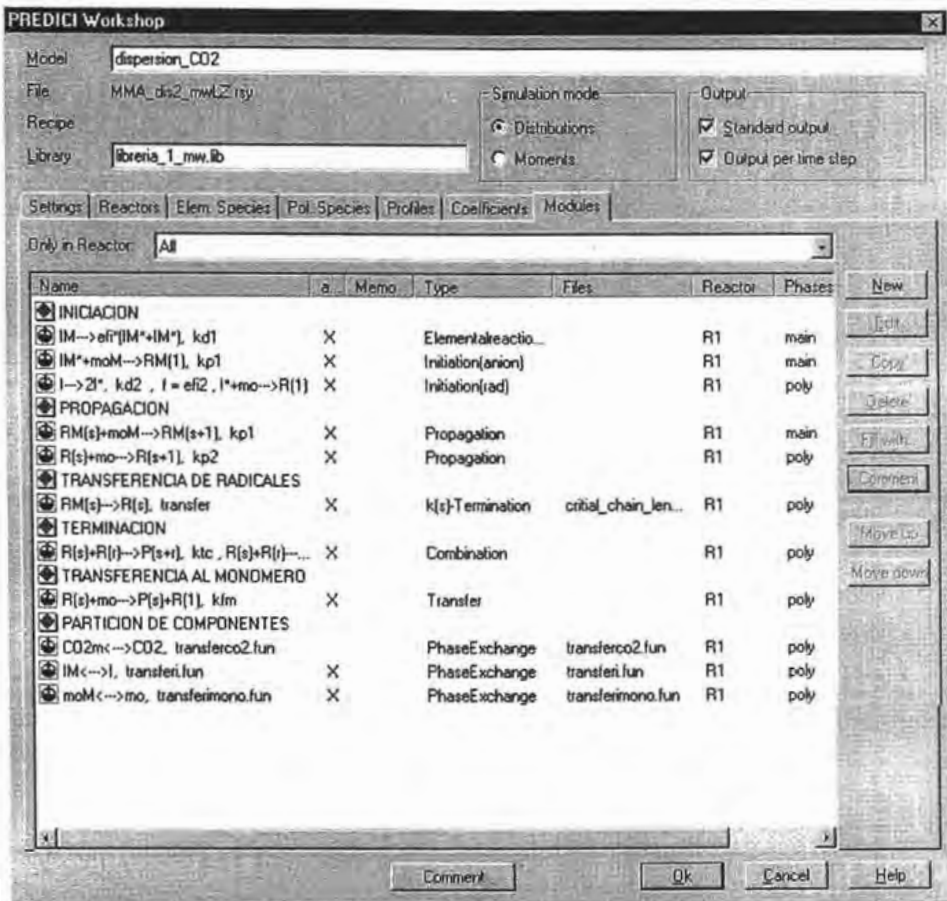 PREDICI Workshop
Model dispersion_CO2
File MMA_dis2_mwLZ.rsy
Recipe
Library libreria_1_mw.lib
Simulation mode
Distributions
Moments
Output
Standard output
Output per time step
Settings Reactors Elem. Species Pol. Species Profiles Coefficients Modules
Only in Reactor: All
Name a... Memo Type Files Reactor Phases
INICIACION
IM--->efi*[IM*+IM*], kd1 X Elementalreactio... R1 main
IM*+moM--->RM(1), kp1 X Initiation(anion) R1 main
I-->2I*, kd2 , f = efi2 , I*+mo--->R(1) X Initiation(rad) R1 poly
PROPAGACION
RM(s)+moM--->RM(s+1), kp1 X Propagation R1 main
R(s)+mo--->R(s+1), kp2 X Propagation R1 poly
TRANSFERENCIA DE RADICALES
RM(s)--->R(s), transfer X k(s)-Termination critial_chain_len... R1 poly
TERMINACION
R(s)+R(r)--->P(s+r), ktc , R(s)+R(r)---... X Combination R1 poly
TRANSFERENCIA AL MONOMERO
R(s)+mo--->P(s)+R(1), kfm X Transfer R1 poly
PARTICION DE COMPONENTES
CO2m<--->CO2, transferco2.fun PhaseExchange transferco2.fun R1 poly
IM<--->I, transferi.fun X PhaseExchange transferi.fun R1 poly
moM<--->mo, transferimono.fun X PhaseExchange transferimono.fun R1 poly
New
Edit...
Copy
Delete
Fit with...
Comment
Move up
Move down
Comment... Ok Cancel Help